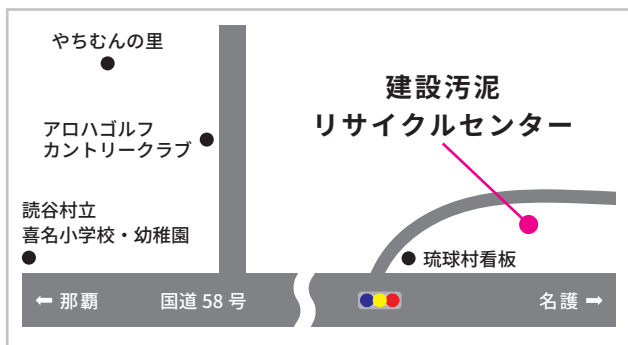 やちむんの里
建設汚泥
リサイクルセンター
アロハゴルフ
カントリークラブ
読谷村立
喜名小学校・幼稚園
琉球村看板
← 那覇
国道 58 号
名護 →